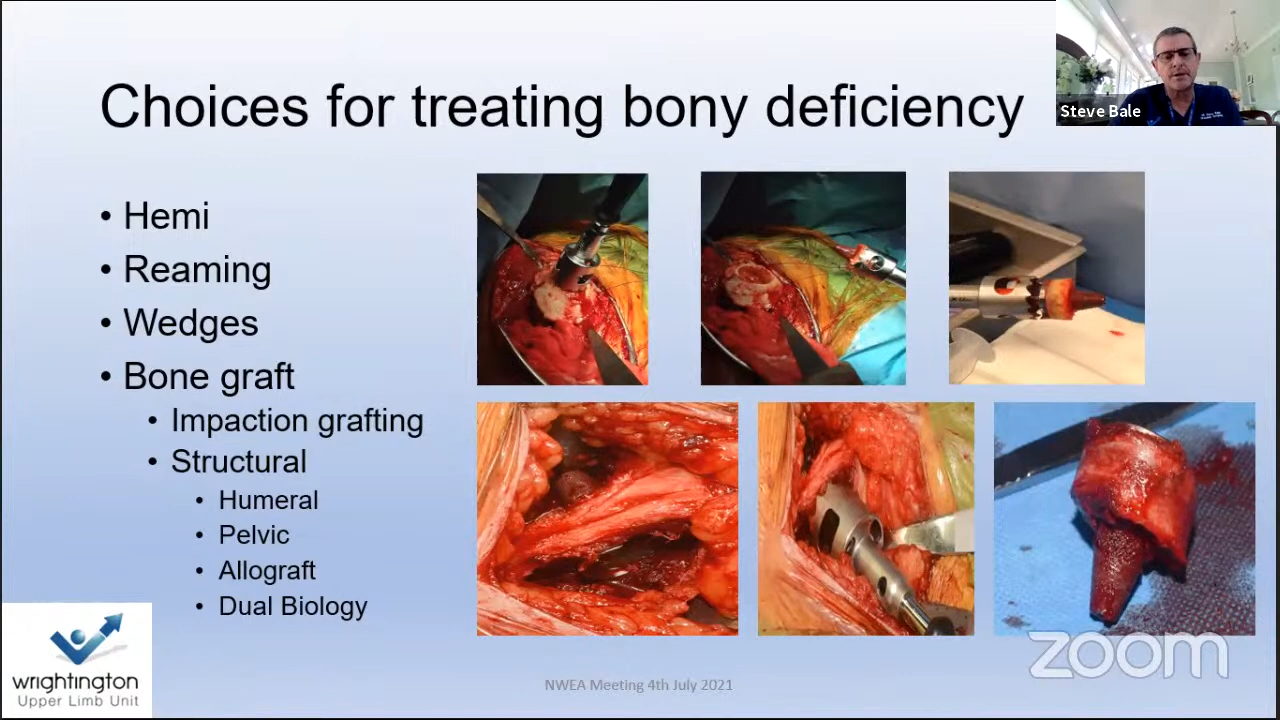 Choices for treating bony deficiency
Steve Bale
• Hemi
• Reaming
• Wedges
• Bone graft
• Impaction grafting
• Structural
• Humeral
• Pelvic
• Allograft
• Dual Biology
wrightington
Upper Limb Unit
NWEA Meeting 4th July 2021
zoom